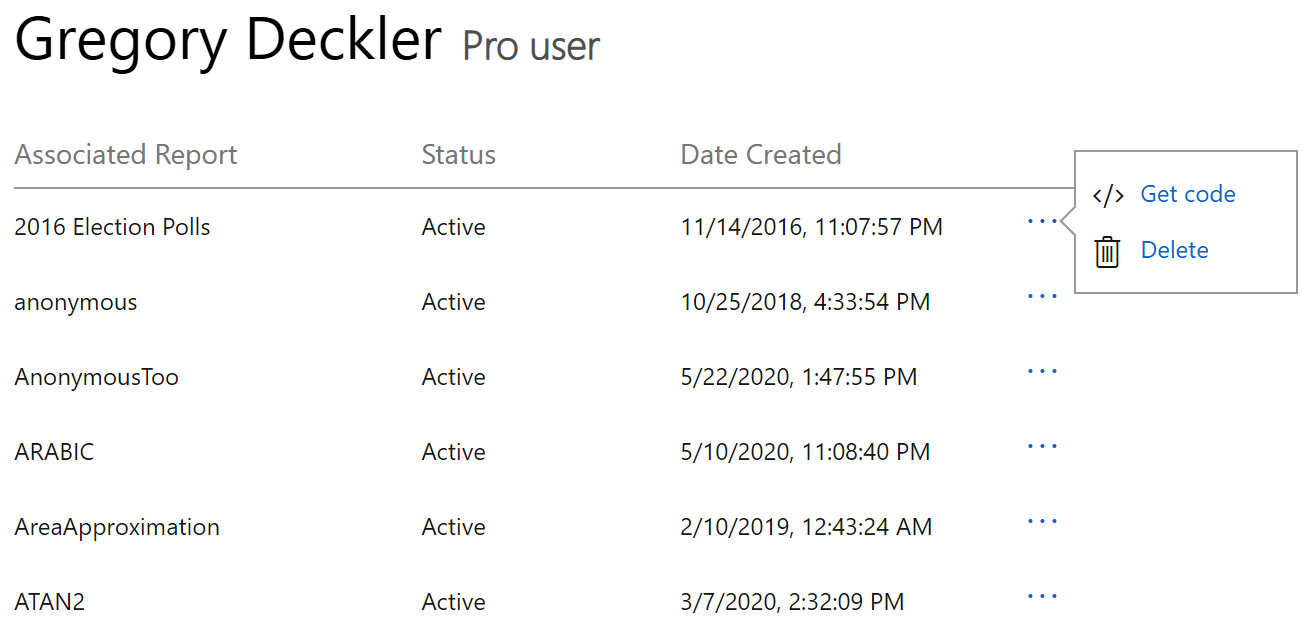 Gregory Deckler Pro user
Associated Report Status Date Created
</> Get code
2016 Election Polls Active 11/14/2016, 11:07:57 PM ...
Delete
anonymous Active 10/25/2018, 4:33:54 PM ...
AnonymousToo Active 5/22/2020, 1:47:55 PM ...
ARABIC Active 5/10/2020, 11:08:40 PM ...
AreaApproximation Active 2/10/2019, 12:43:24 AM ...
ATAN2 Active 3/7/2020, 2:32:09 PM ...